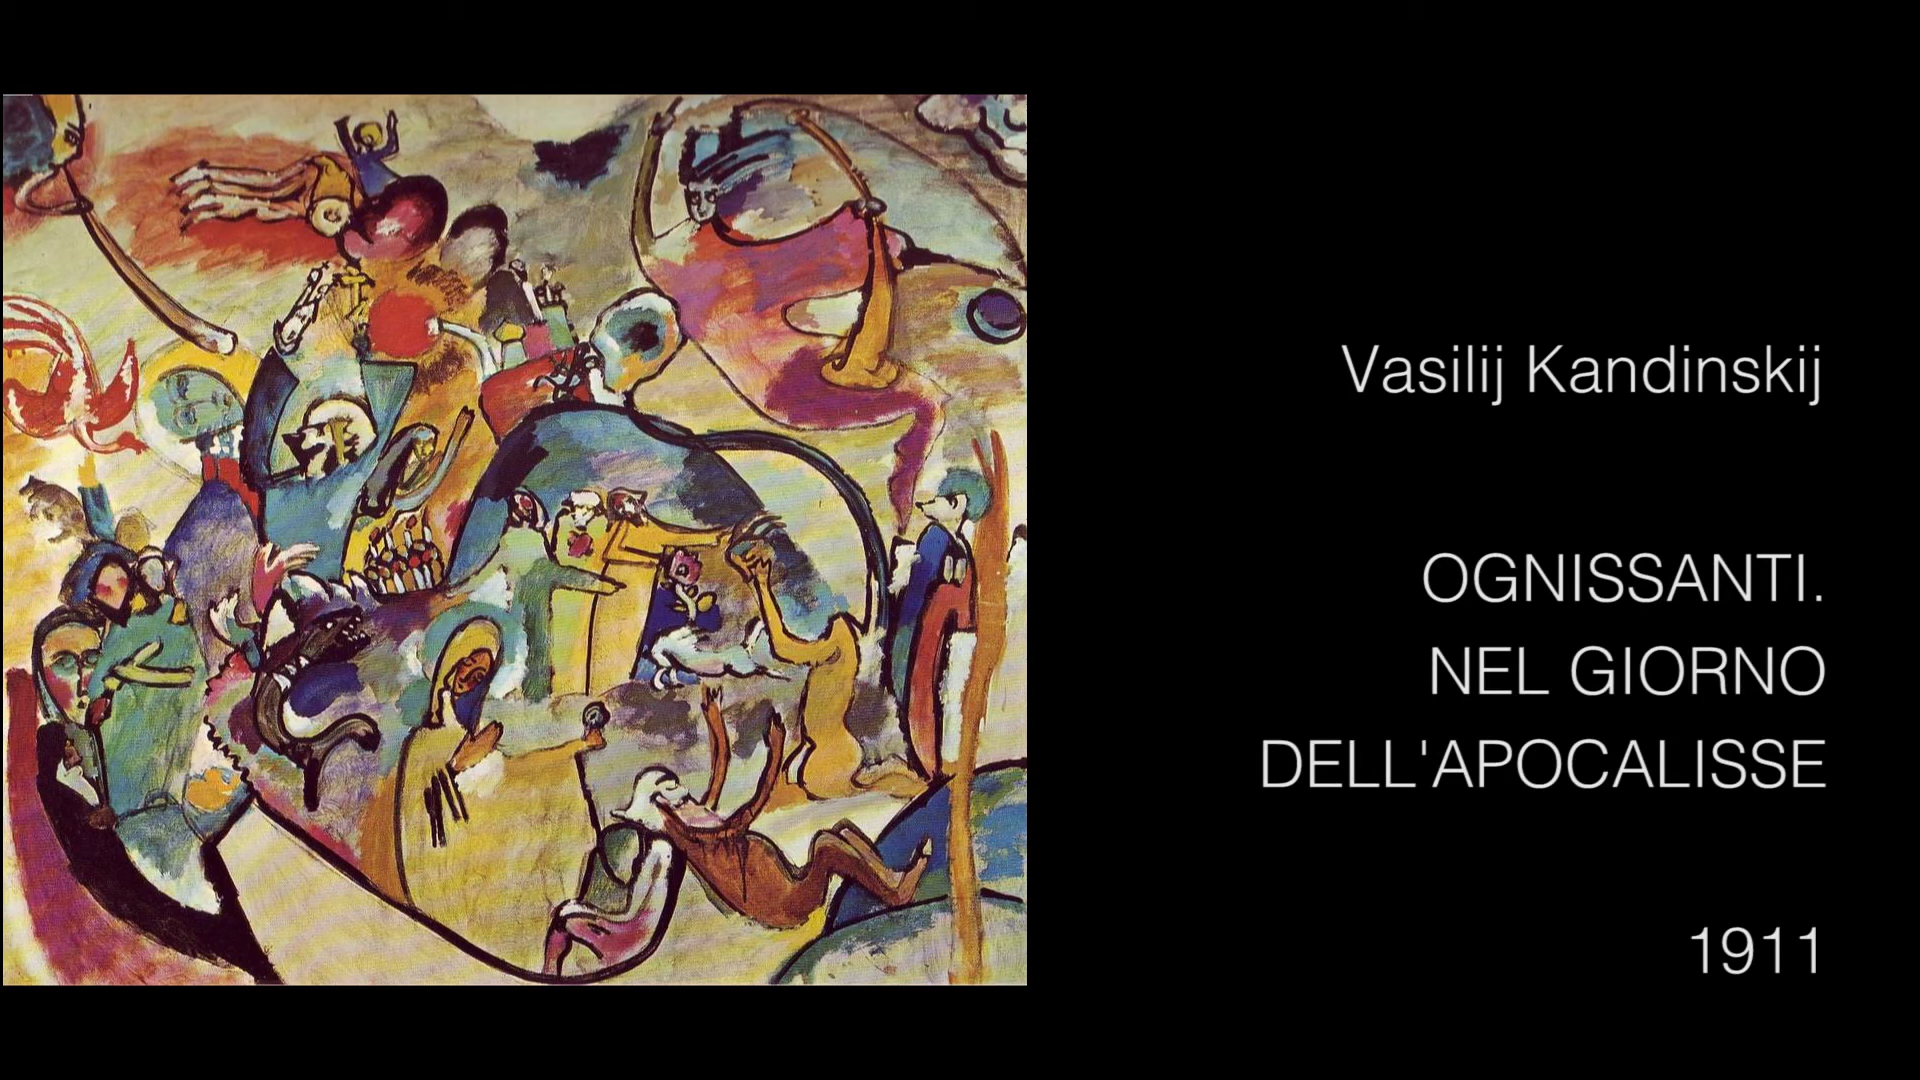 Vasilij Kandinskij
OGNISSANTI.
NEL GIORNO
DELL'APOCALISSE
1911